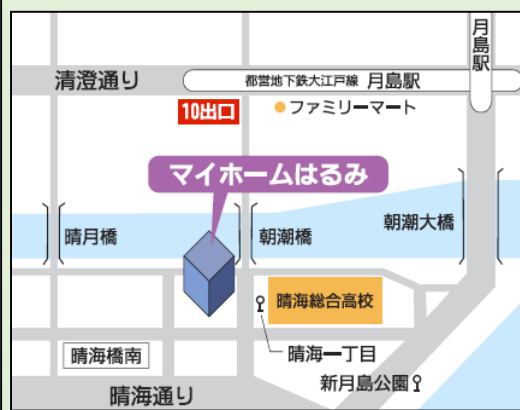 月島駅
清澄通り
都営地下鉄大江戸線 月島駅
10出口
ファミリーマート
マイホームはるみ
晴月橋
朝潮橋
朝潮大橋
晴海総合高校
晴海一丁目
晴海橋南
新月島公園
晴海通り